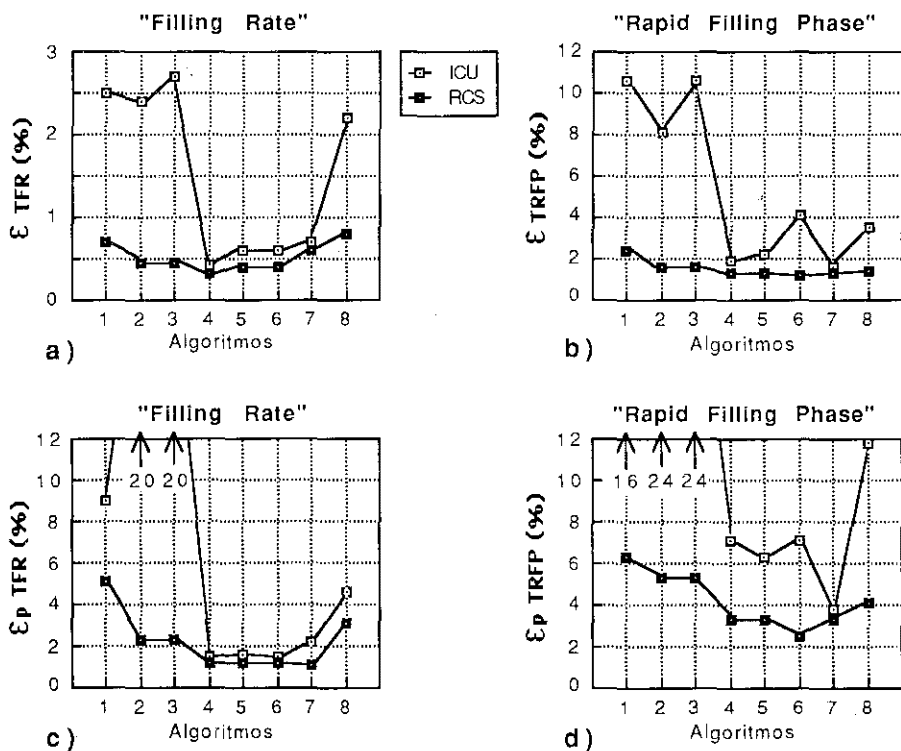 "Filling Rate"
3
2
1
0
ε TFR (%)
1 2 3 4 5 6 7 8
Algoritmos
a)
ICU
RCS
"Rapid Filling Phase"
12
10
8
6
4
2
0
ε TRFP (%)
1 2 3 4 5 6 7 8
Algoritmos
b)
"Filling Rate"
12
10
8
6
4
2
0
εp TFR (%)
20 20
1 2 3 4 5 6 7 8
Algoritmos
c)
"Rapid Filling Phase"
12
10
8
6
4
2
0
εp TRFP (%)
16 24 24
1 2 3 4 5 6 7 8
Algoritmos
d)